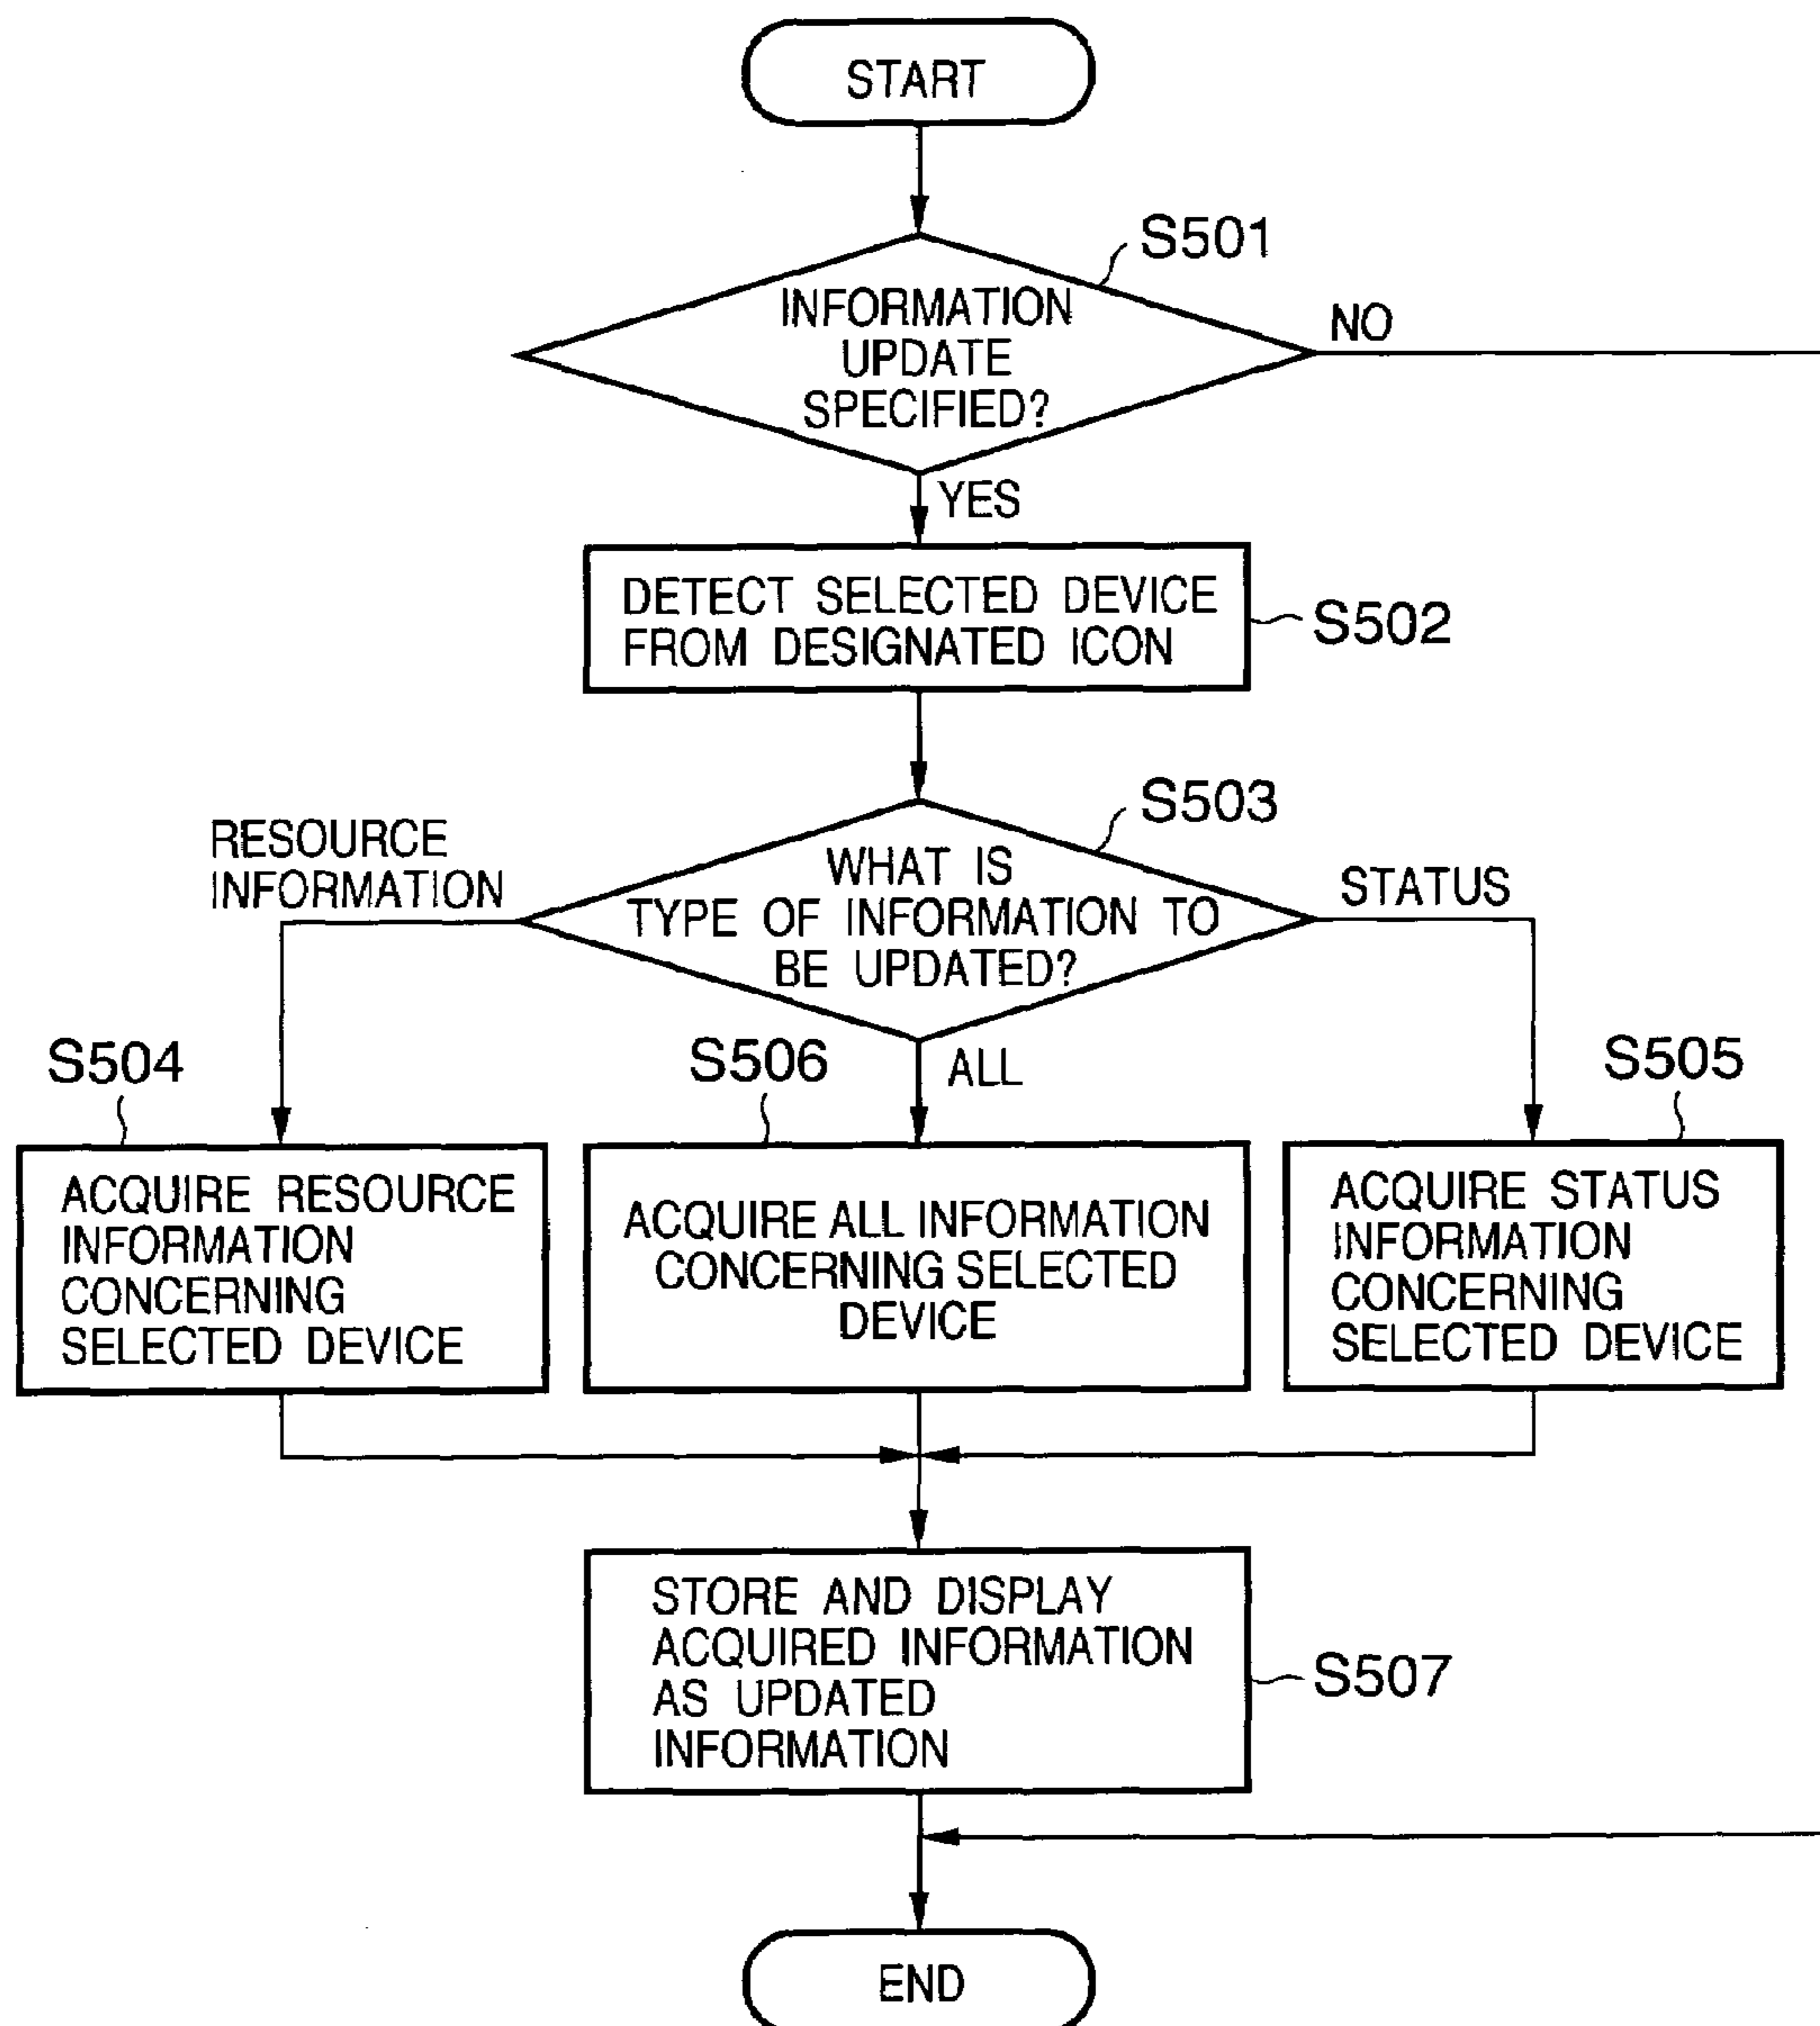 START
S501
INFORMATION
UPDATE
SPECIFIED?
NO
YES
DETECT SELECTED DEVICE
FROM DESIGNATED ICON
S502
S503
RESOURCE
INFORMATION
WHAT IS
TYPE OF INFORMATION TO
BE UPDATED?
STATUS
S504
S506
ALL
S505
ACQUIRE RESOURCE
INFORMATION
CONCERNING
SELECTED DEVICE
ACQUIRE ALL INFORMATION
CONCERNING SELECTED
DEVICE
ACQUIRE STATUS
INFORMATION
CONCERNING
SELECTED DEVICE
STORE AND DISPLAY
ACQUIRED INFORMATION
AS UPDATED
INFORMATION
S507
END